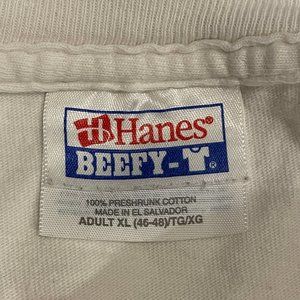 Hanes®
BEEFY-T®
100% PRESHRUNK COTTON
MADE IN EL SALVADOR
ADULT XL (46-48)/TG/XG